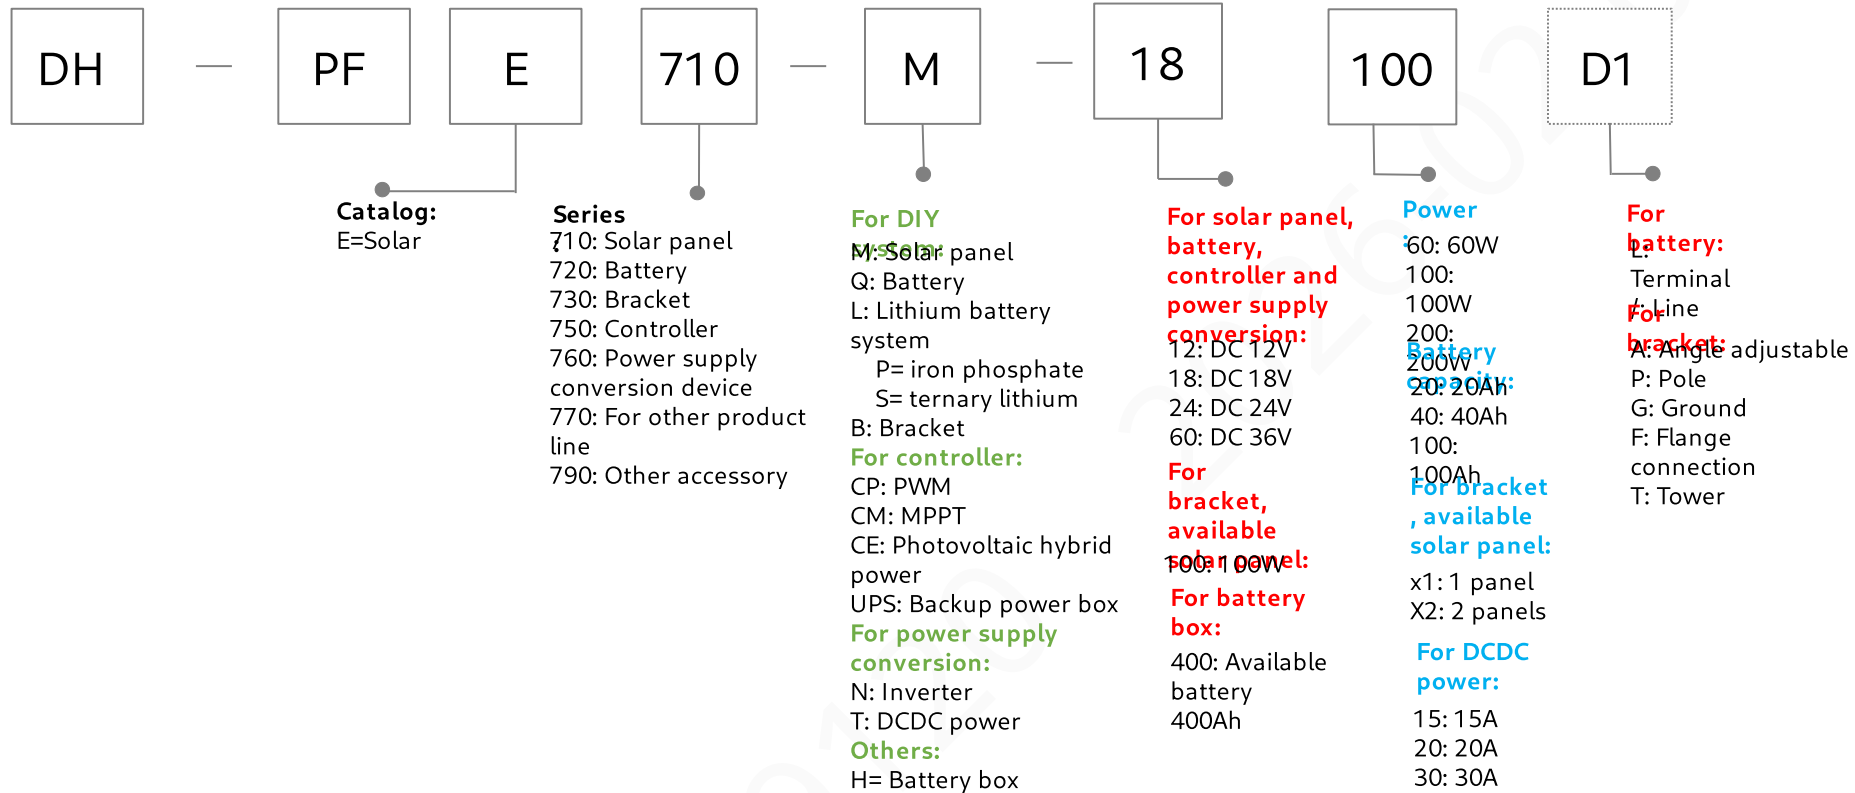 DH — PF E 710 — M — 18 100 D1
Catalog:
E=Solar
Series
:
710: Solar panel
720: Battery
730: Bracket
750: Controller
760: Power supply
conversion device
770: For other product
line
790: Other accessory
For DIY
system:
M: Solar panel
Q: Battery
L: Lithium battery
system
P= iron phosphate
S= ternary lithium
B: Bracket
For controller:
CP: PWM
CM: MPPT
CE: Photovoltaic hybrid
power
UPS: Backup power box
For power supply
conversion:
N: Inverter
T: DCDC power
Others:
H= Battery box
For solar panel,
battery,
controller and
power supply
conversion:
12: DC 12V
18: DC 18V
24: DC 24V
60: DC 36V
For
bracket,
available
solar panel:
100: 100W
For battery
box:
400: Available
battery
400Ah
Power
:
60: 60W
100:
100W
200:
200W
Battery
capacity:
20: 20Ah
40: 40Ah
100:
100Ah
For bracket
, available
solar panel:
x1: 1 panel
X2: 2 panels
For DCDC
power:
15: 15A
20: 20A
30: 30A
For
battery:
L:
Terminal
/: Line
For
bracket:
A: Angle adjustable
P: Pole
G: Ground
F: Flange
connection
T: Tower